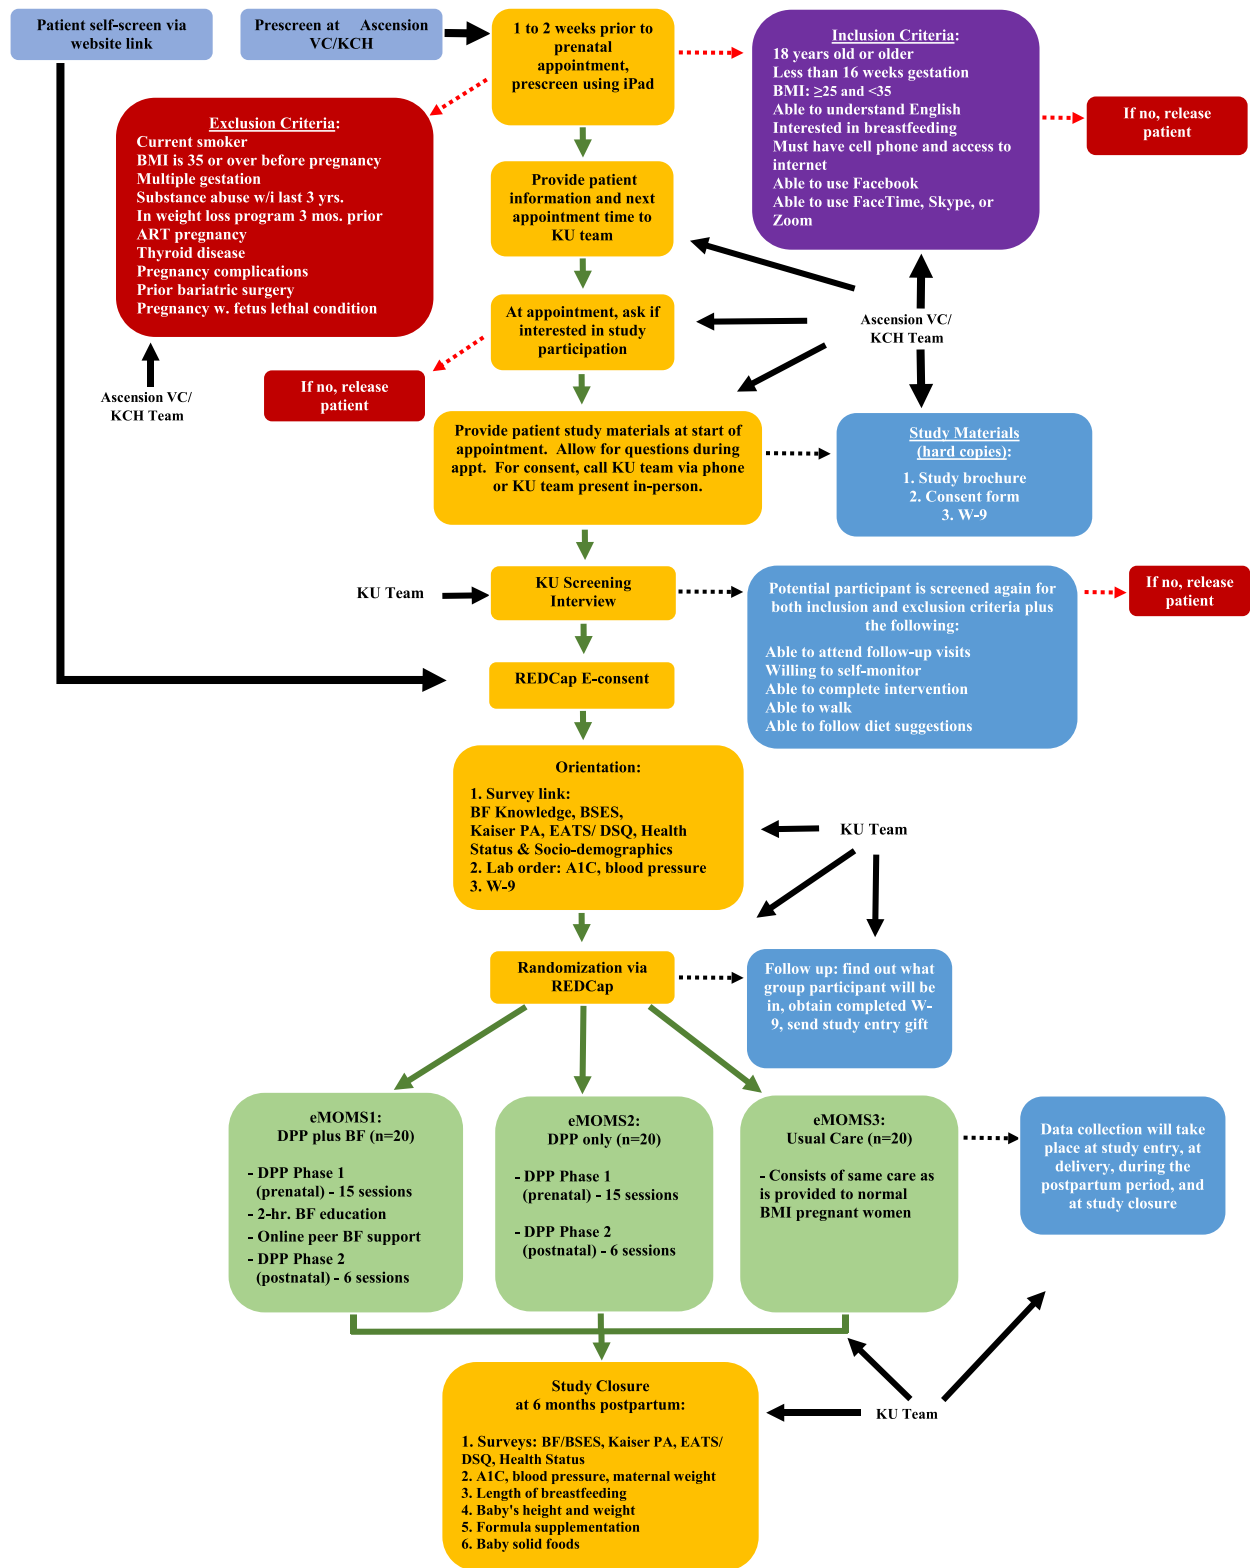 Patient self-screen via
website link
Prescreen at Ascension
VC/KCH
1 to 2 weeks prior to
prenatal
appointment,
prescreen using iPad
Inclusion Criteria:
18 years old or older
Less than 16 weeks gestation
BMI: ≥25 and <35
Able to understand English
Interested in breastfeeding
Must have cell phone and access to
internet
Able to use Facebook
Able to use FaceTime, Skype, or
Zoom
If no, release
patient
Exclusion Criteria:
Current smoker
BMI is 35 or over before pregnancy
Multiple gestation
Substance abuse w/i last 3 yrs.
In weight loss program 3 mos. prior
ART pregnancy
Thyroid disease
Pregnancy complications
Prior bariatric surgery
Pregnancy w. fetus lethal condition
Provide patient
information and next
appointment time to
KU team
At appointment, ask if
interested in study
participation
Ascension VC/
KCH Team
Ascension VC/
KCH Team
If no, release
patient
Provide patient study materials at start of
appointment. Allow for questions during
appt. For consent, call KU team via phone
or KU team present in-person.
Study Materials
(hard copies):
1. Study brochure
2. Consent form
3. W-9
KU Team
KU Screening
Interview
Potential participant is screened again for
both inclusion and exclusion criteria plus
the following:
Able to attend follow-up visits
Willing to self-monitor
Able to complete intervention
Able to walk
Able to follow diet suggestions
If no, release
patient
REDCap E-consent
Orientation:
1. Survey link:
BF Knowledge, BSES,
Kaiser PA, EATS/ DSQ, Health
Status & Socio-demographics
2. Lab order: A1C, blood pressure
3. W-9
KU Team
Randomization via
REDCap
Follow up: find out what
group participant will be
in, obtain completed W-
9, send study entry gift
eMOMS1:
DPP plus BF (n=20)
- DPP Phase 1
(prenatal) - 15 sessions
- 2-hr. BF education
- Online peer BF support
- DPP Phase 2
(postnatal) - 6 sessions
eMOMS2:
DPP only (n=20)
- DPP Phase 1
(prenatal) - 15 sessions
- DPP Phase 2
(postnatal) - 6 sessions
eMOMS3:
Usual Care (n=20)
- Consists of same care as
is provided to normal
BMI pregnant women
Data collection will take
place at study entry, at
delivery, during the
postpartum period, and
at study closure
Study Closure
at 6 months postpartum:
1. Surveys: BF/BSES, Kaiser PA, EATS/
DSQ, Health Status
2. A1C, blood pressure, maternal weight
3. Length of breastfeeding
4. Baby's height and weight
5. Formula supplementation
6. Baby solid foods
KU Team